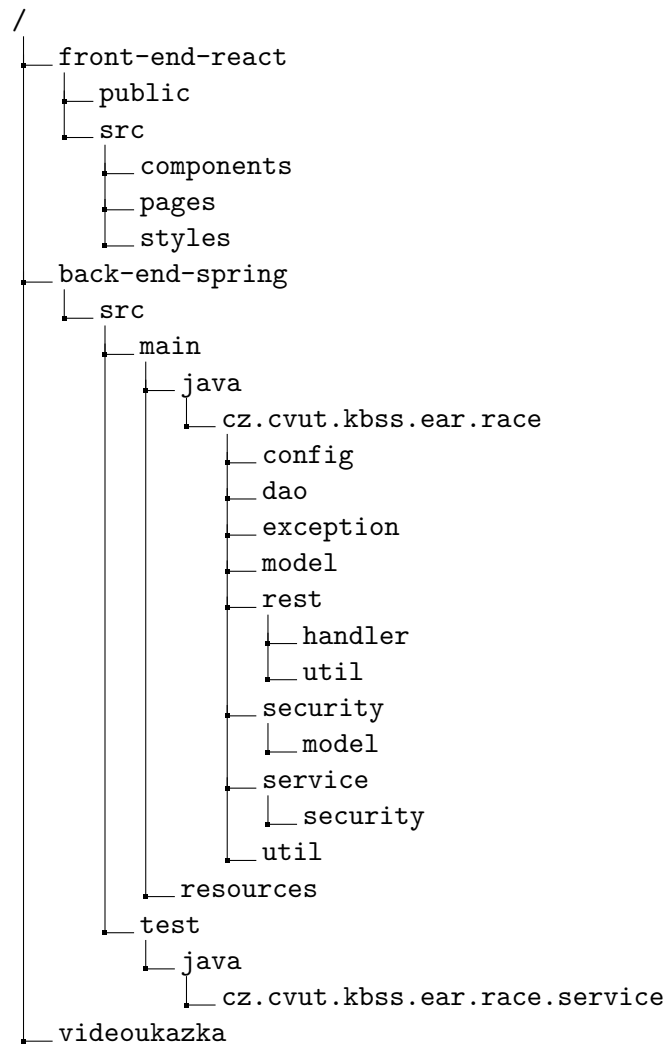 /
front-end-react
public
src
components
pages
styles
back-end-spring
src
main
java
cz.cvut.kbss.ear.race
config
dao
exception
model
rest
handler
util
security
model
service
security
util
resources
test
java
cz.cvut.kbss.ear.race.service
videoukazka